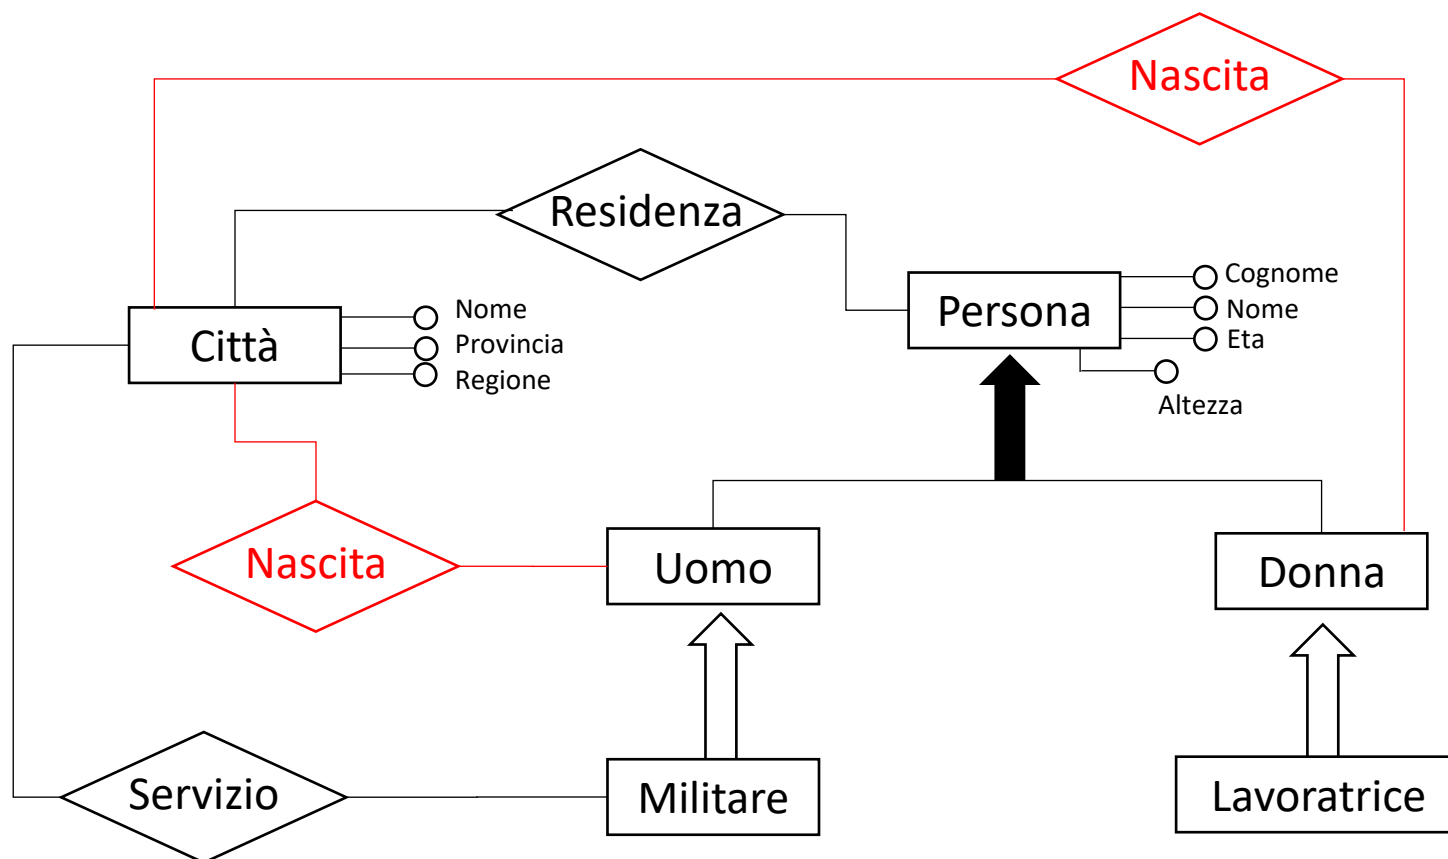 Nascita
Residenza
Cognome
Persona
Nome
Nome
Eta
Città
Provincia
Regione
Altezza
Nascita
Uomo
Donna
Servizio
Militare
Lavoratrice